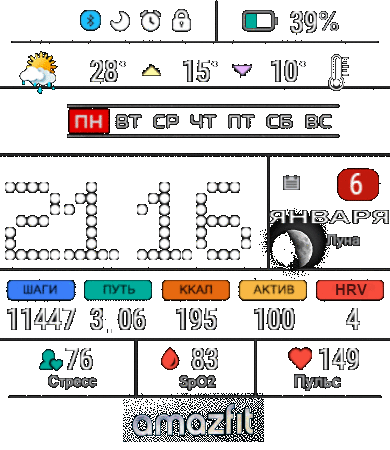 39%
28° 15° 10°
ПН ВТ СР ЧТ ПТ СБ ВС
21 16
6
ЯНВАРЯ
Луна
ШАГИ ПУТЬ ККАЛ АКТИВ HRV
11447 3.06 195 100 4
76 83 149
Стресс SpO2 Пульс
amazfit